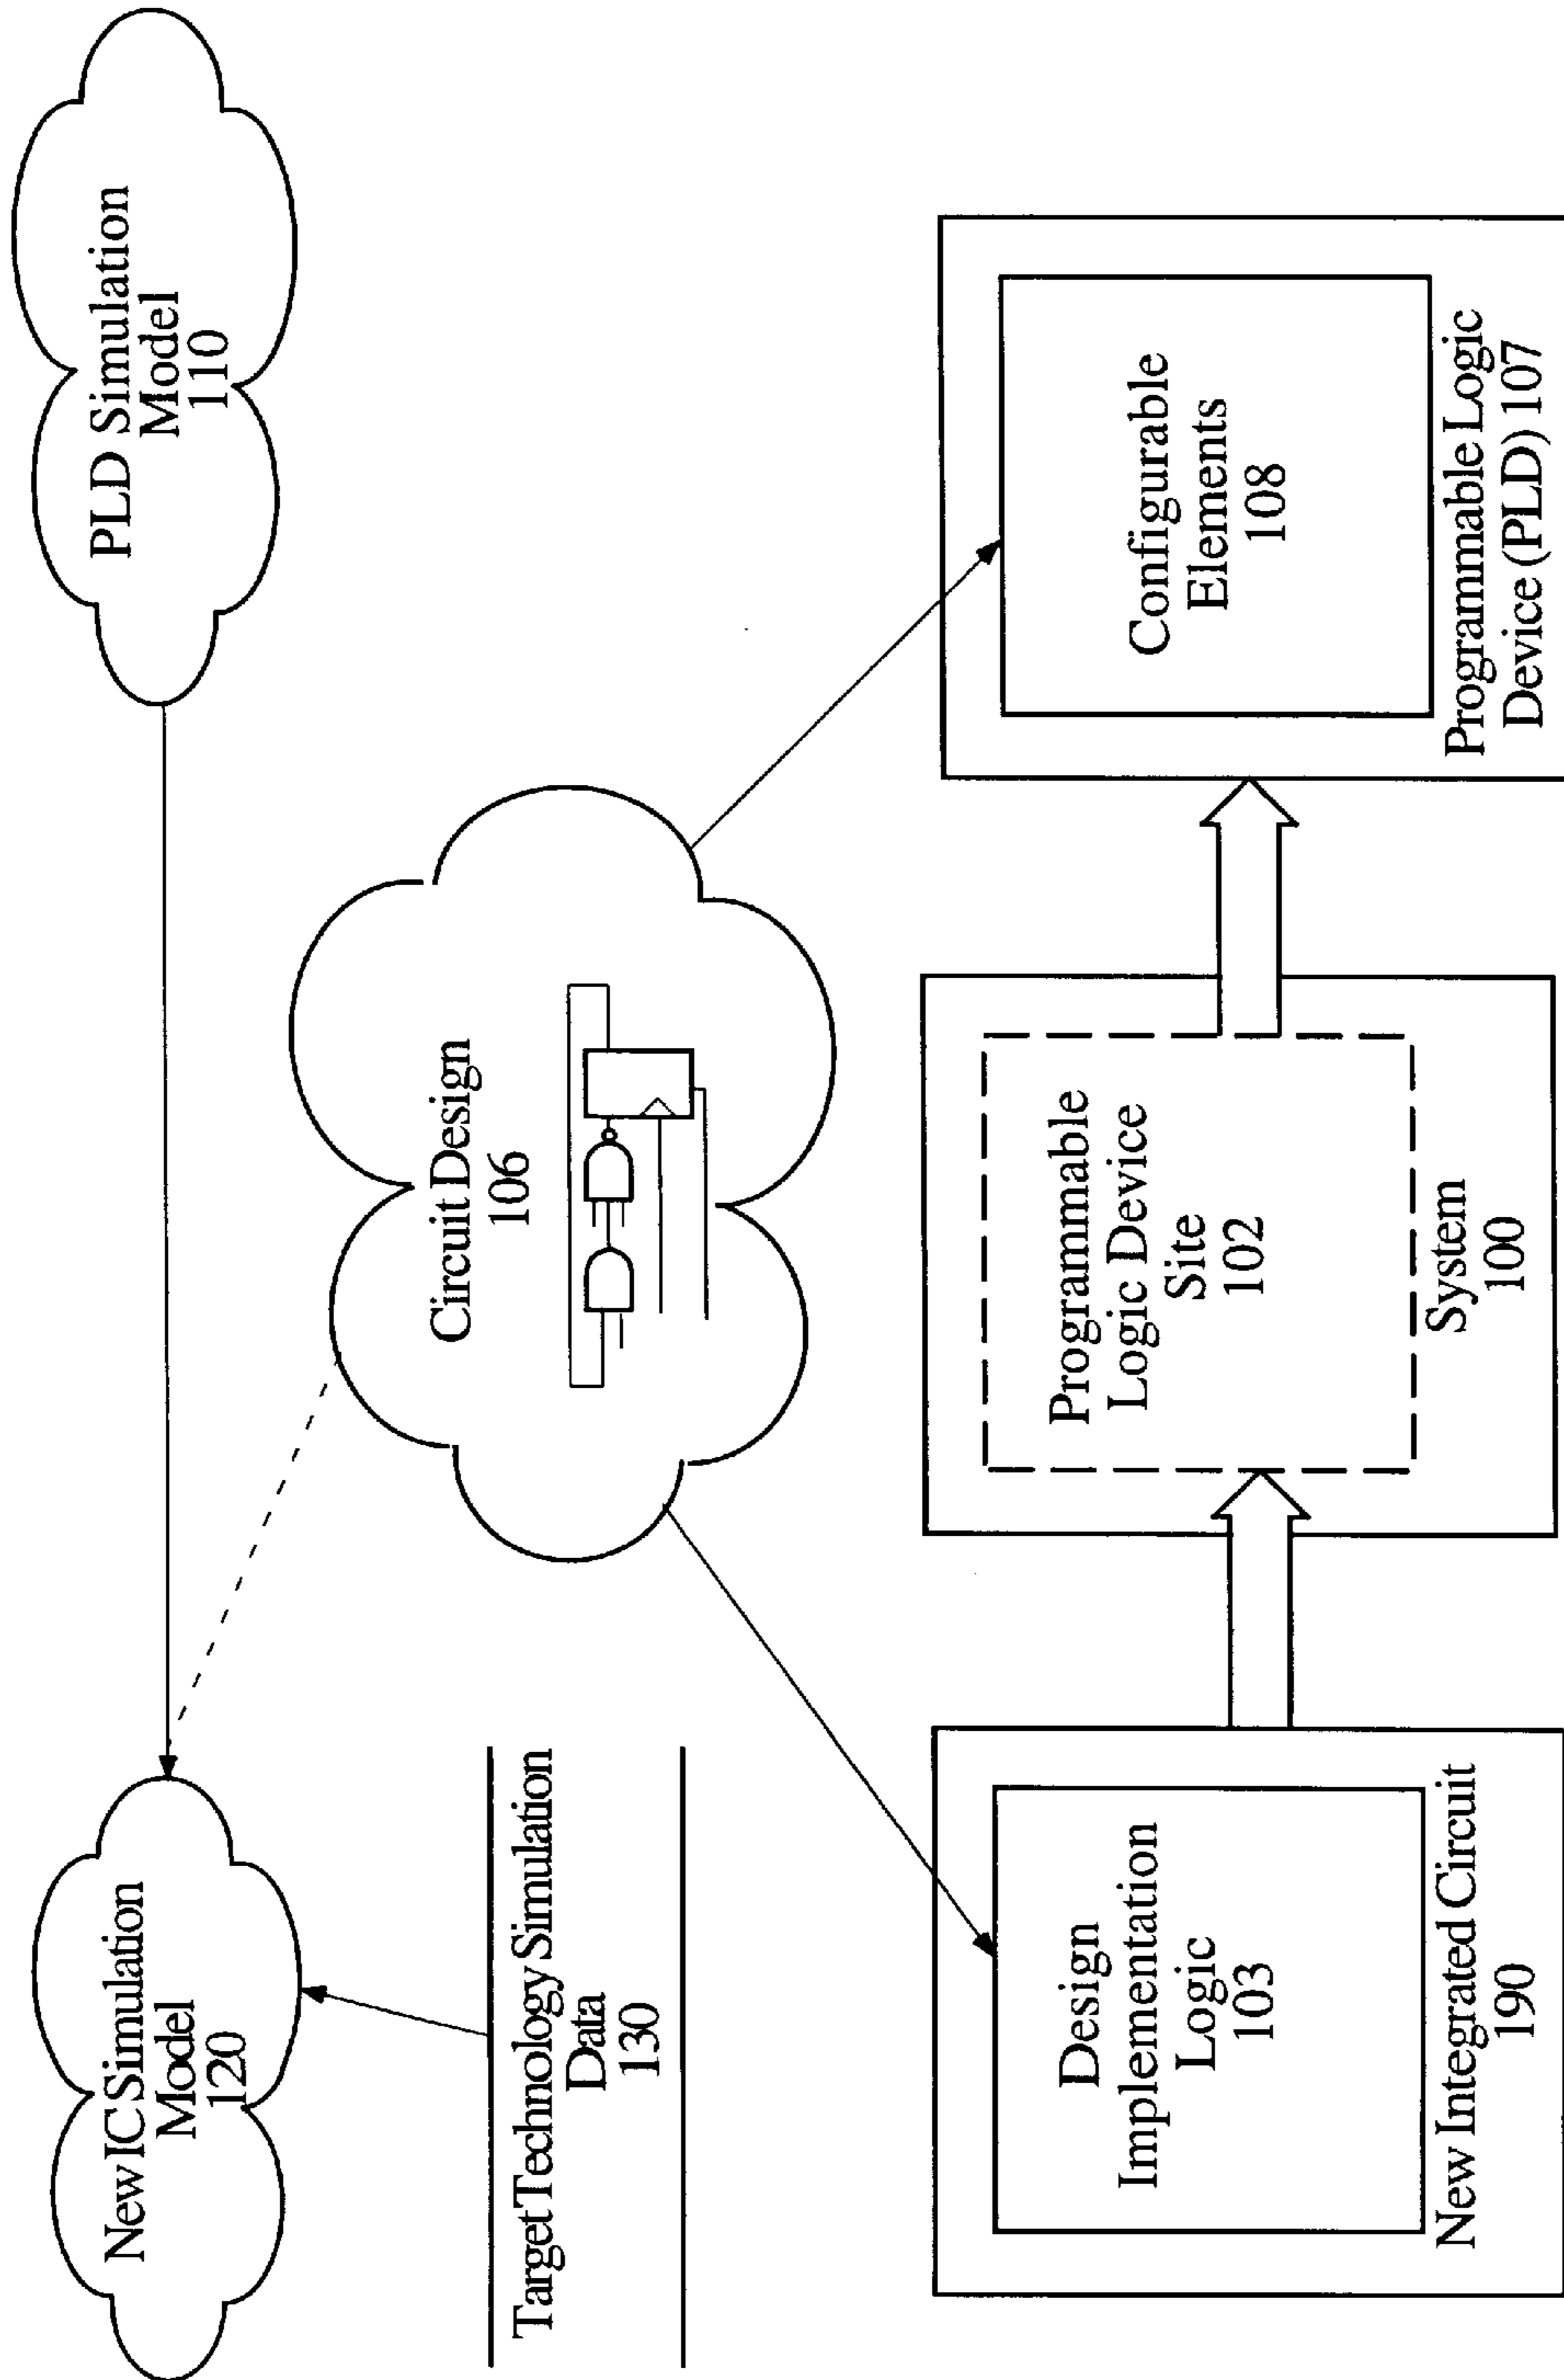 New IC Simulation
Model
120
PLD Simulation
Model
110
Target Technology Simulation
Data
130
Circuit Design
106
Design
Implementation
Logic
103
New Integrated Circuit
190
Programmable
Logic Device
Site
102
System
100
Configurable
Elements
108
Programmable Logic
Device (PLD) 107